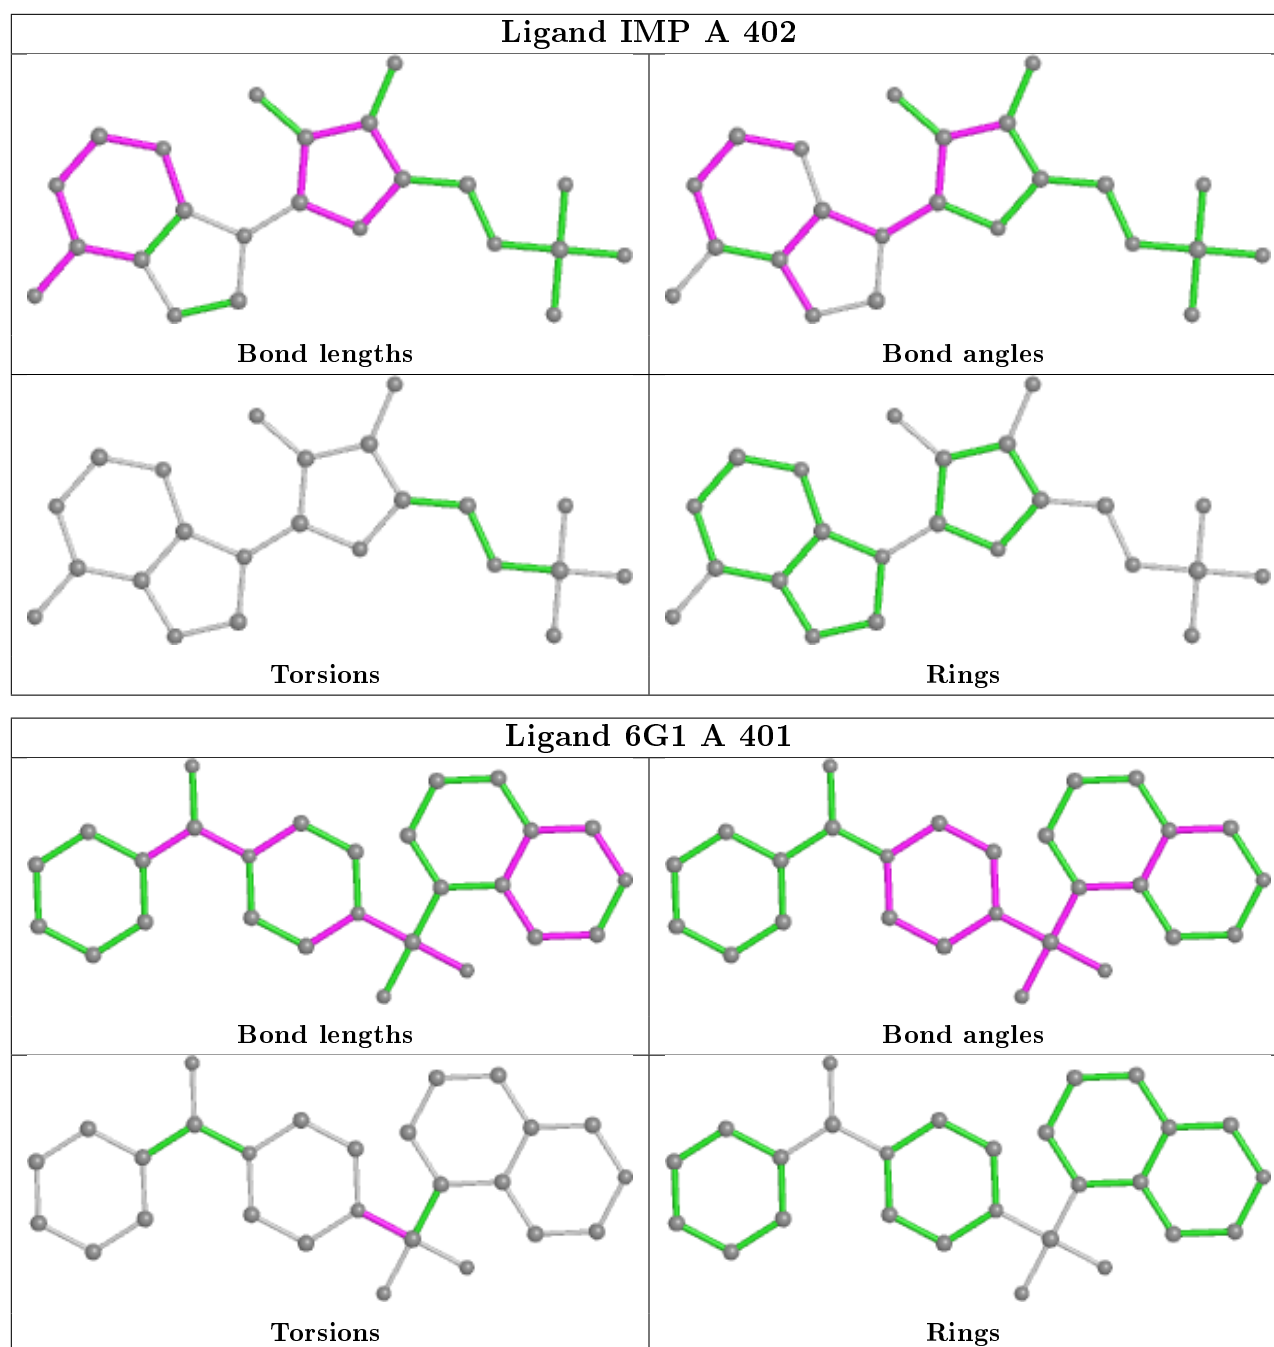 Ligand IMP A 402
Bond lengths
Bond angles
Torsions
Rings
Ligand 6G1 A 401
Bond lengths
Bond angles
Torsions
Rings